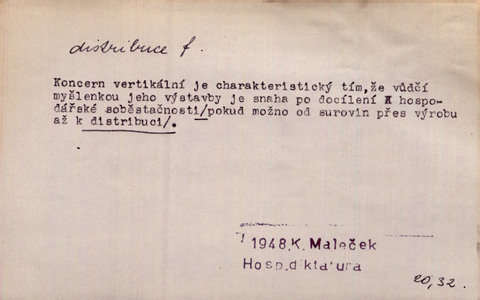 distribuce f.
Koncern vertikální je charakteristický tím,že vůdčí
myšlenkou jeho výstavby je snaha po docílení X hospo-
dářské soběstačnosti/pokud možno od surovin přes výrobu
až k distribuci/.
1948,K. Maleček
Hosp.diktatura
20,32.